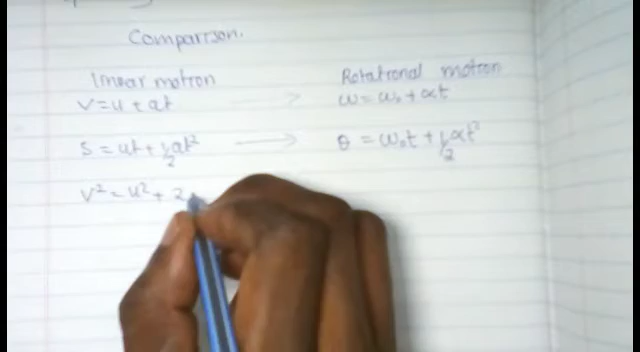 Comparison.
linear motion Rotational motion
v = u + at → ω = ω₀ + αt
s = ut + ½at² → θ = ω₀t + ½αt²
v² = u² + 2